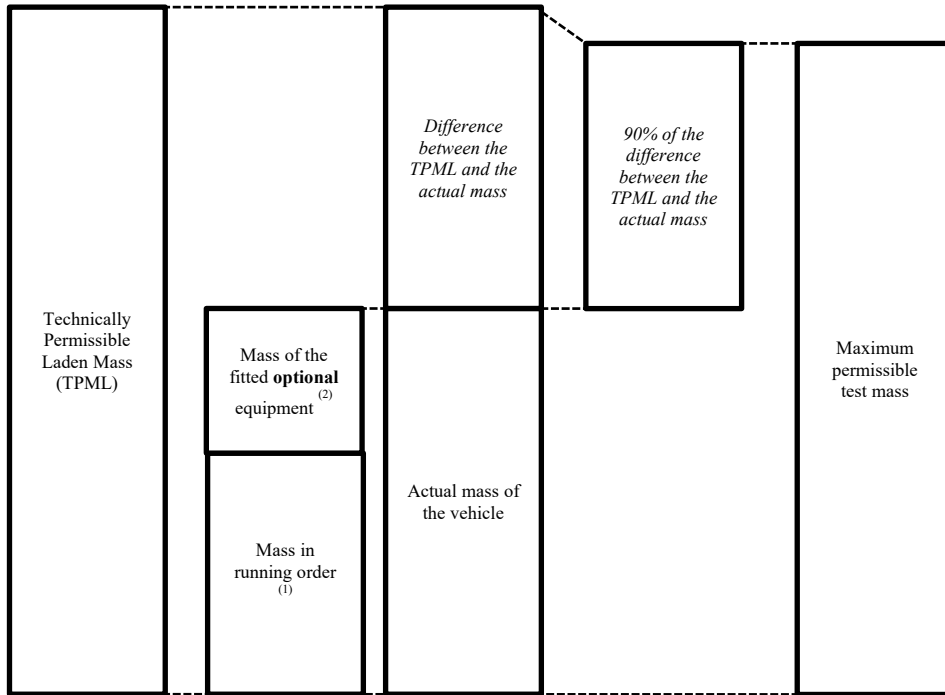 Technically
Permissible
Laden Mass
(TPML)
Mass of the
fitted optional
equipment (2)
Mass in
running order
(1)
Difference
between the
TPML and the
actual mass
Actual mass of
the vehicle
90% of the
difference
between the
TPML and the
actual mass
Maximum
permissible
test mass